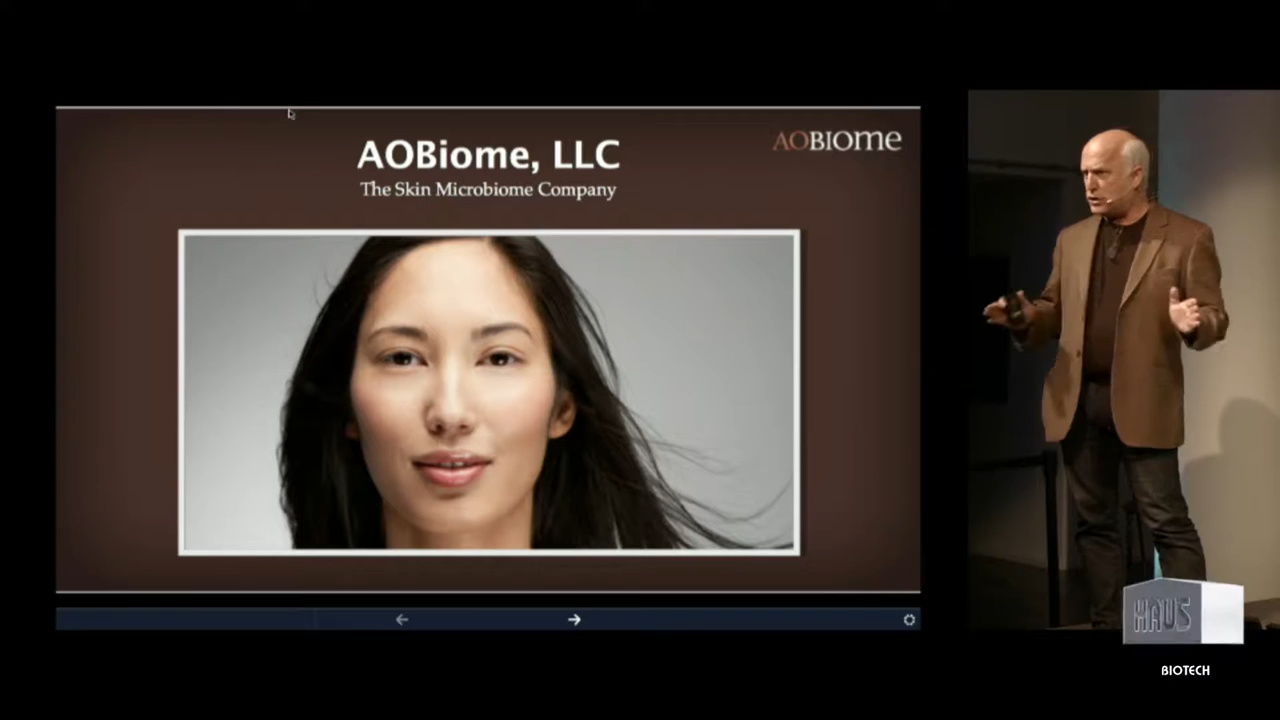 AOBiome, LLC
The Skin Microbiome Company
AOBIOME
HAUS
BIOTECH